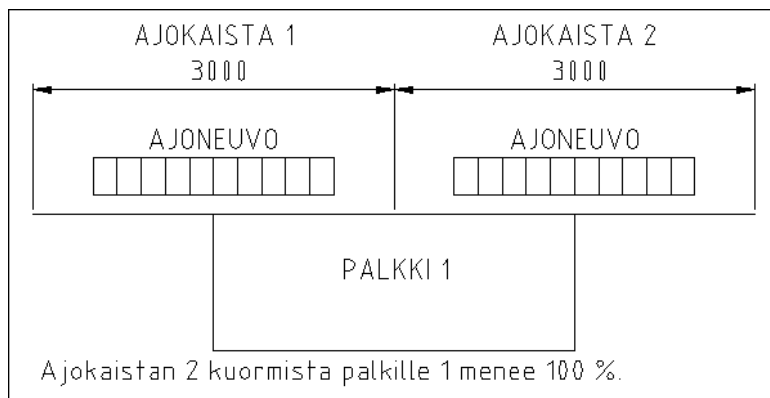 AJOKAISTA 1 AJOKAISTA 2
3000 3000
AJONEUVO AJONEUVO
PALKKI 1
Ajokaistan 2 kuormista palkille 1 menee 100 %.